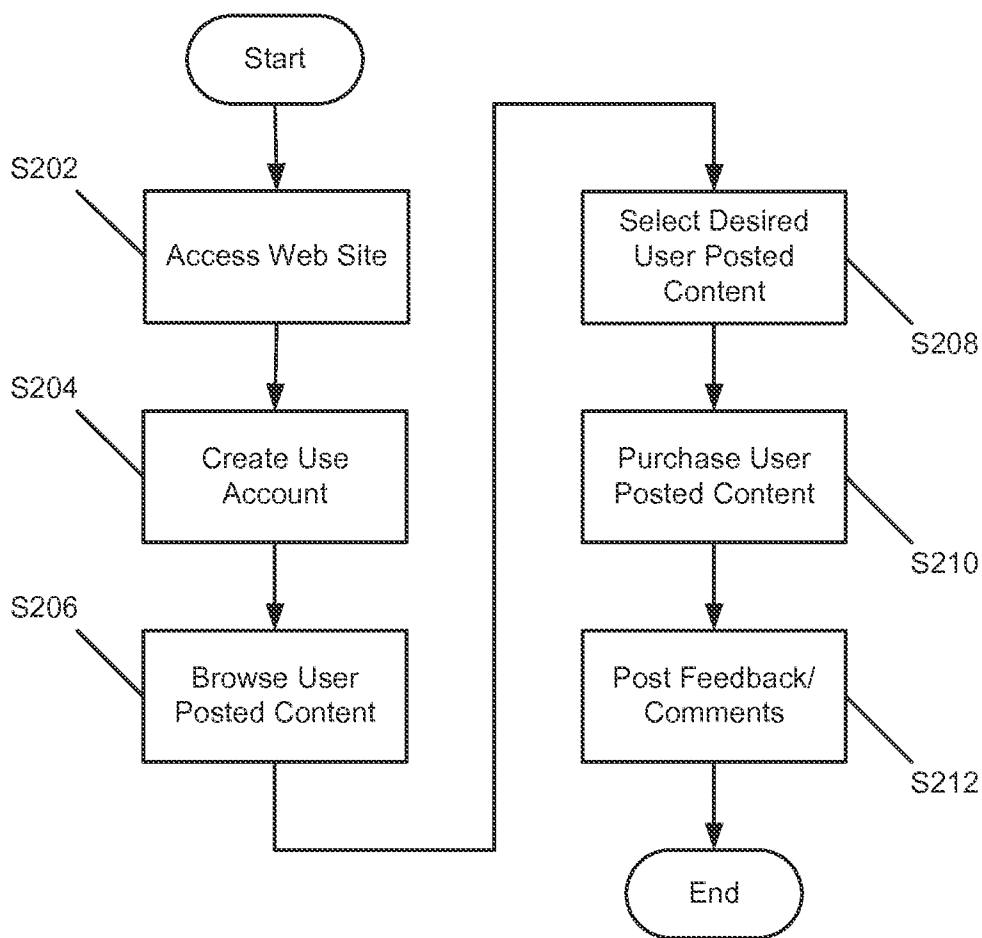 Start
S202
Access Web Site
S204
Create Use
Account
S206
Browse User
Posted Content
Select Desired
User Posted
Content
S208
Purchase User
Posted Content
S210
Post Feedback/
Comments
S212
End